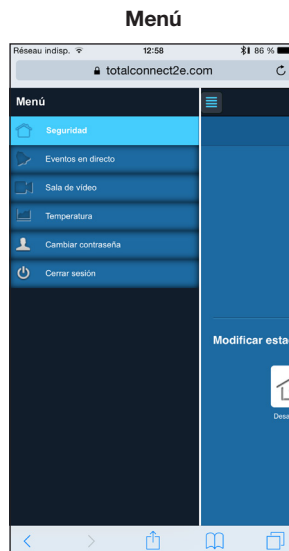 Menú
Réseau indisp. 12:58 86 %
totalconnect2e.com
Menú
Seguridad
Eventos en directo
Sala de vídeo
Temperatura
Cambiar contraseña
Cerrar sesión
Modificar esta
Desa